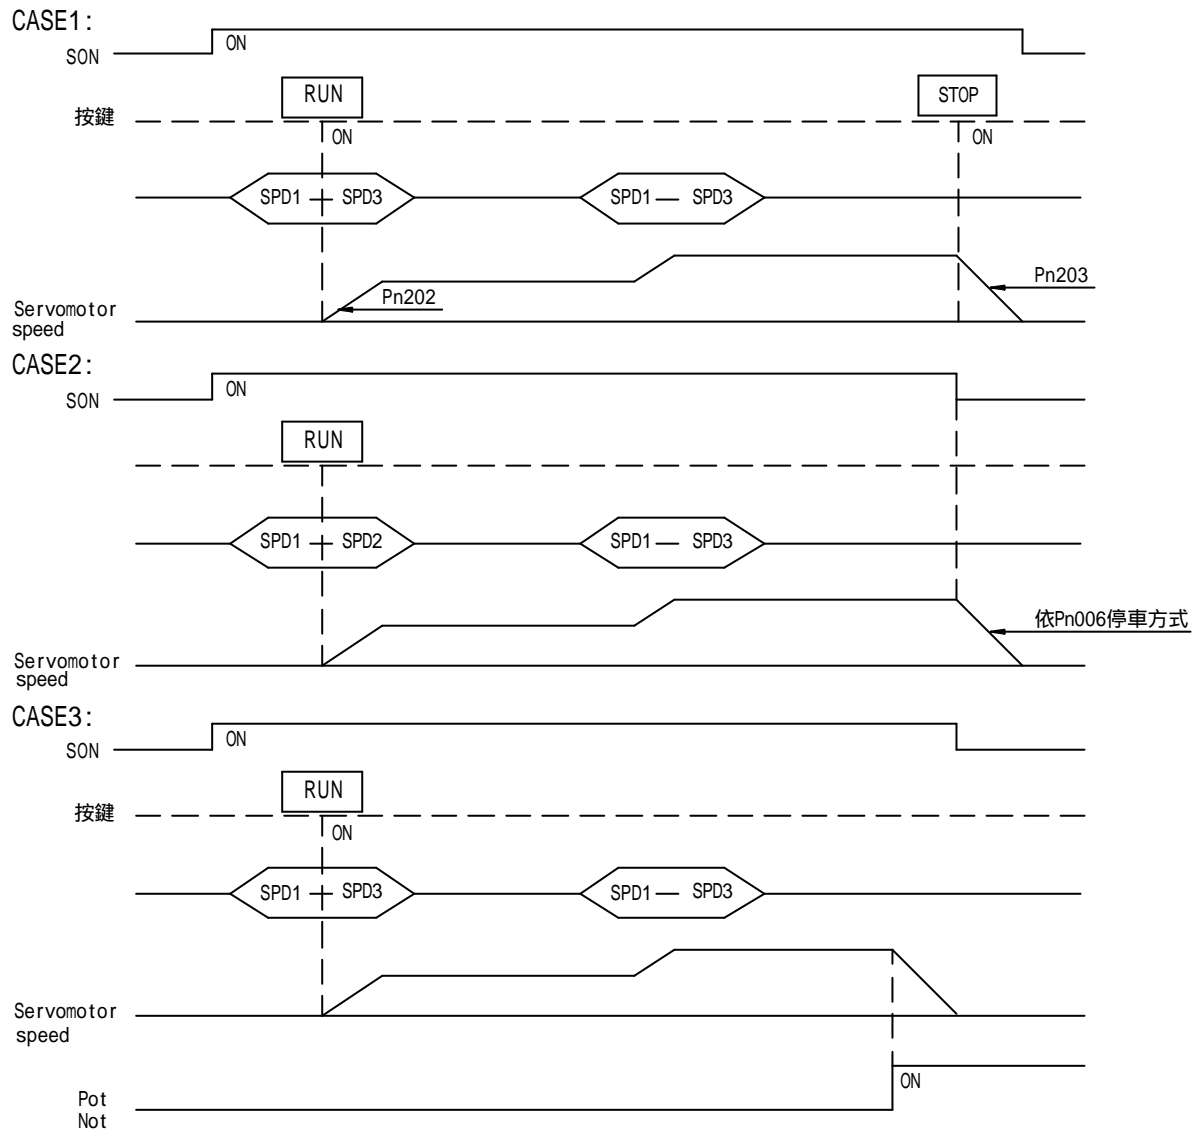 CASE1:
SON
ON
RUN
STOP
按鍵
ON
ON
SPD1 — SPD3
SPD1 — SPD3
Pn202
Pn203
Servomotor
speed
CASE2:
SON
ON
RUN
SPD1 — SPD2
SPD1 — SPD3
依Pn006停車方式
Servomotor
speed
CASE3:
SON
ON
RUN
按鍵
ON
SPD1 — SPD3
SPD1 — SPD3
Servomotor
speed
ON
Pot
Not